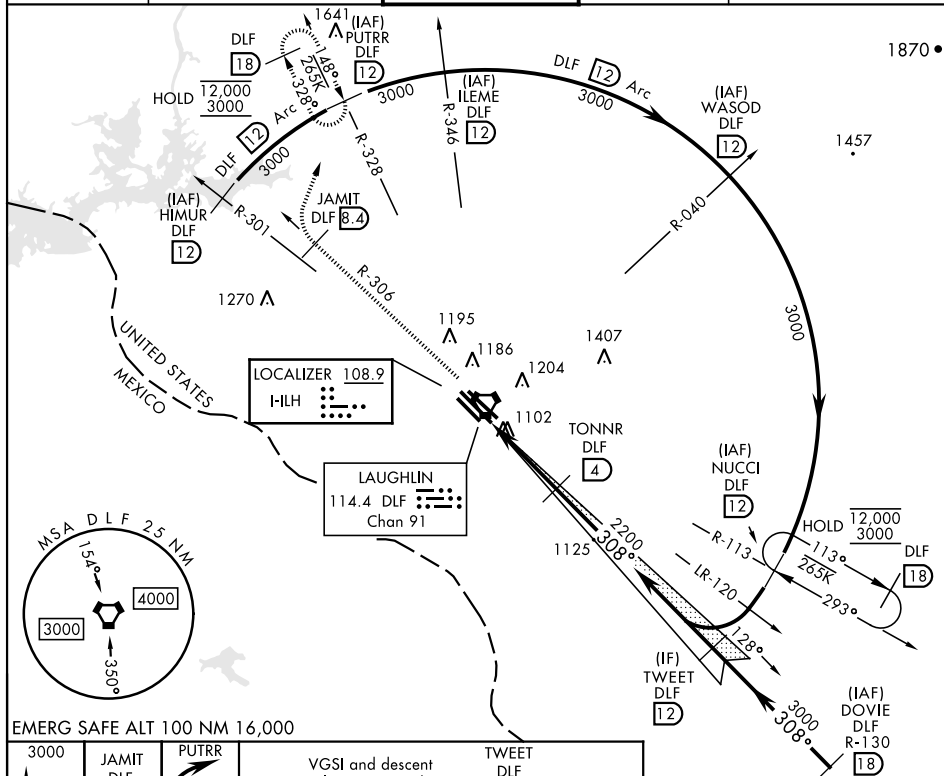 1641
(IAF)
PUTRR
DLF
12
DLF
18
HOLD
12,000
3000
148°
265K
328°
DLF 12 Arc
3000
R-328
3000
(IAF)
ILEME
DLF
12
R-346
DLF 12 Arc
3000
1870
(IAF)
WASOD
DLF
12
1457
R-040
(IAF)
HIMUR
DLF
12
R-301
JAMIT
DLF 8.4
R-306
1270
1195
1186
1407
1204
1102
3000
UNITED STATES
MEXICO
LOCALIZER 108.9
I-ILH
LAUGHLIN
114.4 DLF
Chan 91
TONNR
DLF
4
(IAF)
NUCCI
DLF
12
HOLD
12,000
3000
DLF
18
R-113
113°
265K
293°
LR-120
2200
308°
1125
128°
(IF)
TWEET
DLF
12
3000
308°
(IAF)
DOVIE
DLF
R-130
18
MSA DLF 25 NM
154°
4000
3000
350°
EMERG SAFE ALT 100 NM 16,000
3000
JAMIT
DLF
PUTRR
VGSI and descent
TWEET
DLF